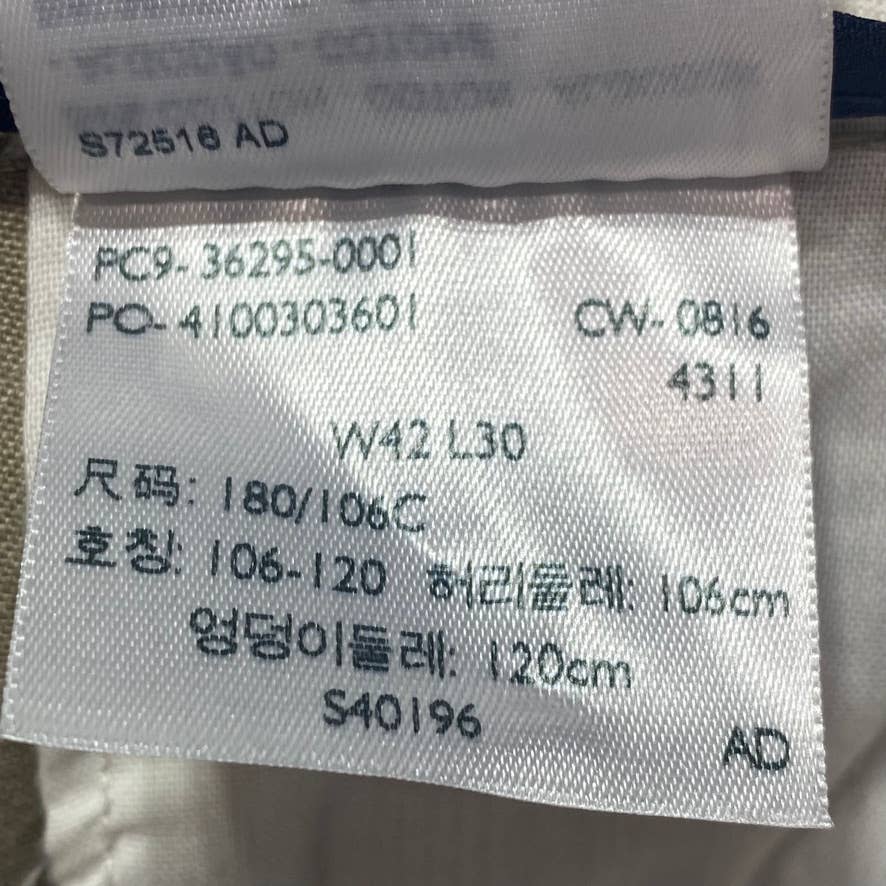 S72518 AD
PC9-36295-0001
PO-4100303601 CW-0816
4311
W42 L30
尺码: 180/106C
호칭: 106-120 허리둘레: 106cm
엉덩이둘레: 120cm
S40196
AD